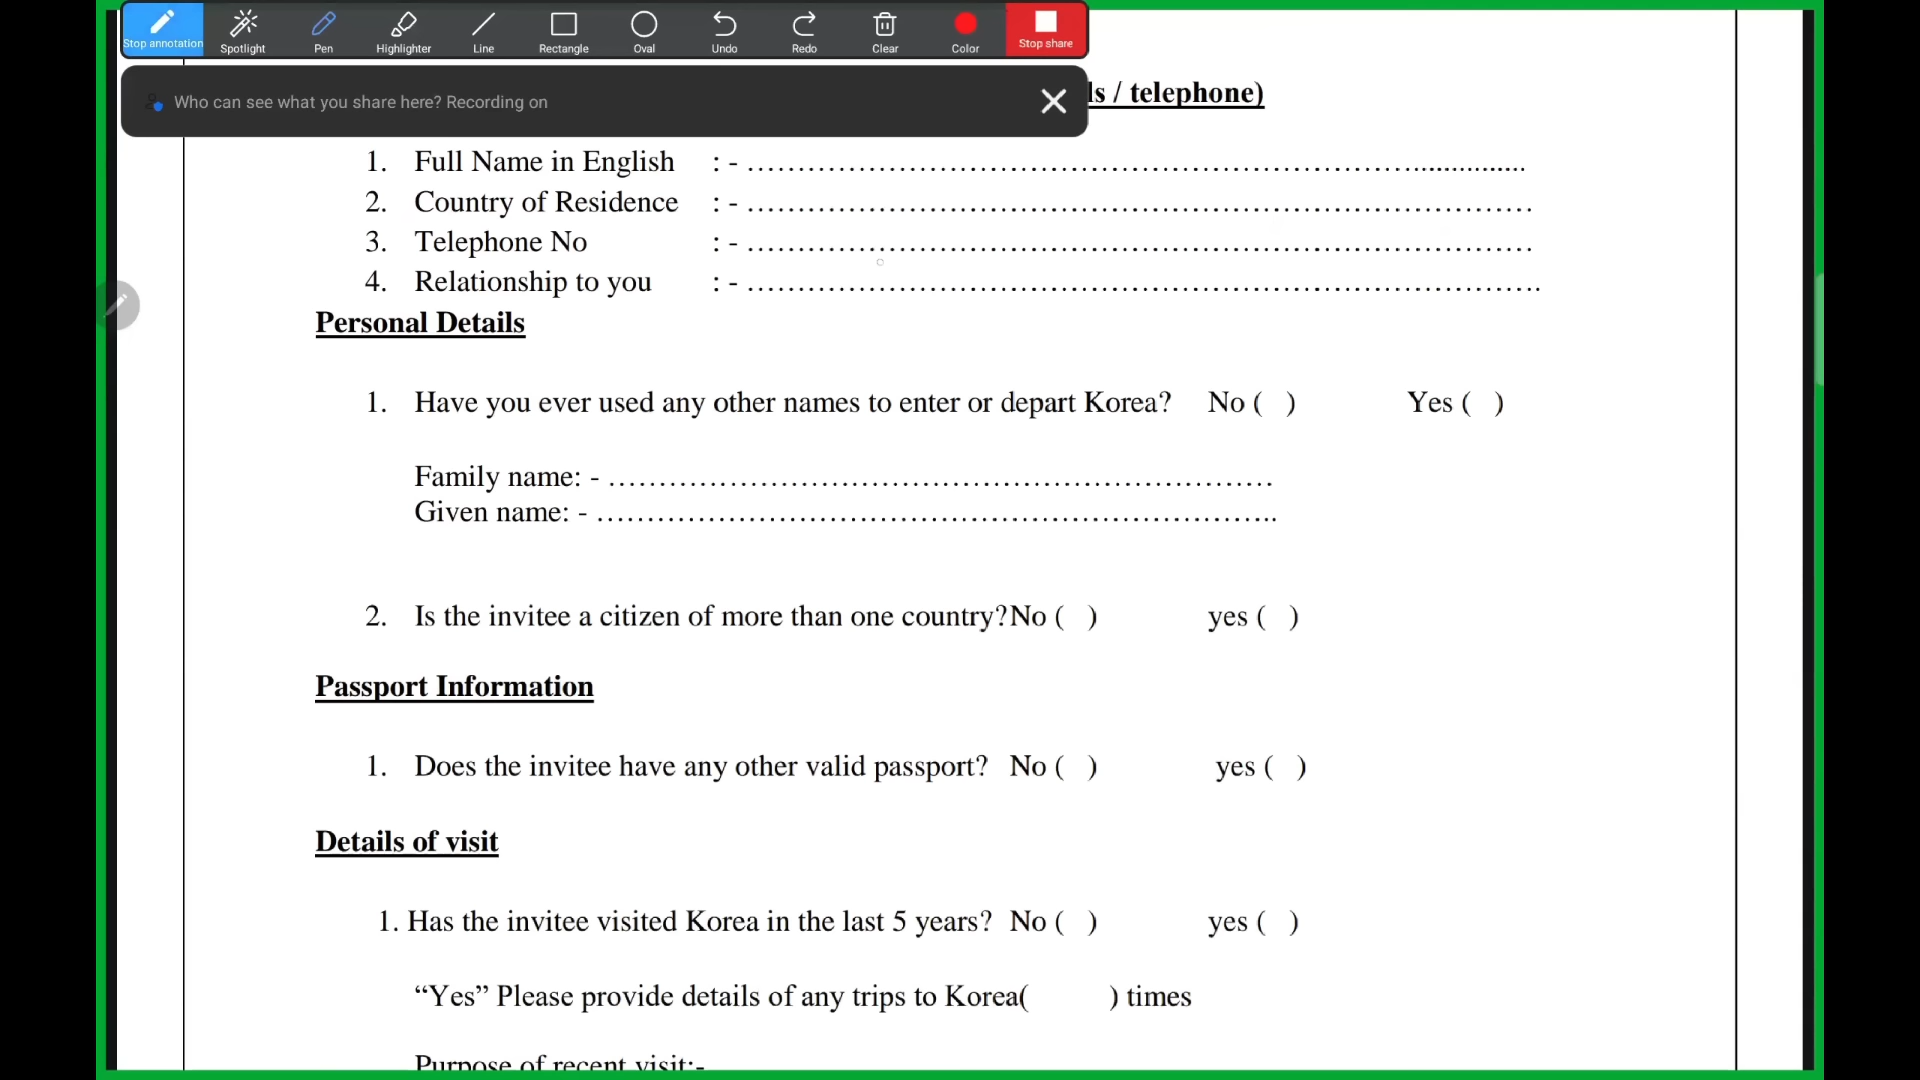 Stop annotation Spotlight Pen Highlighter Line Rectangle Oval Undo Redo Clear Color Stop share
Who can see what you share here? Recording on
ls / telephone)
1. Full Name in English : - ……………………………………………………………..............
2. Country of Residence : - ……………………………………………………………………
3. Telephone No : - ……………………………………………………………………
4. Relationship to you : - …………………………………………………………………….
Personal Details
1. Have you ever used any other names to enter or depart Korea? No ( ) Yes ( )
Family name: - …………………………………………………………
Given name: - …………………………………………………………..
2. Is the invitee a citizen of more than one country?No ( ) yes ( )
Passport Information
1. Does the invitee have any other valid passport? No ( ) yes ( )
Details of visit
1. Has the invitee visited Korea in the last 5 years? No ( ) yes ( )
“Yes” Please provide details of any trips to Korea( ) times
Purpose of recent visit:-